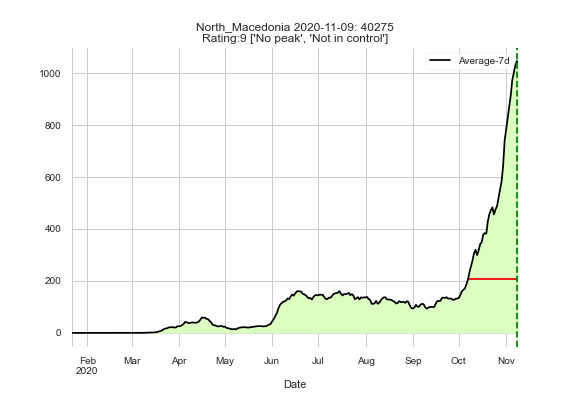 North_Macedonia 2020-11-09: 40275
Rating:9 ['No peak', 'Not in control']
Average-7d
1000
800
600
400
200
0
Feb Mar Apr May Jun Jul Aug Sep Oct Nov
2020
Date